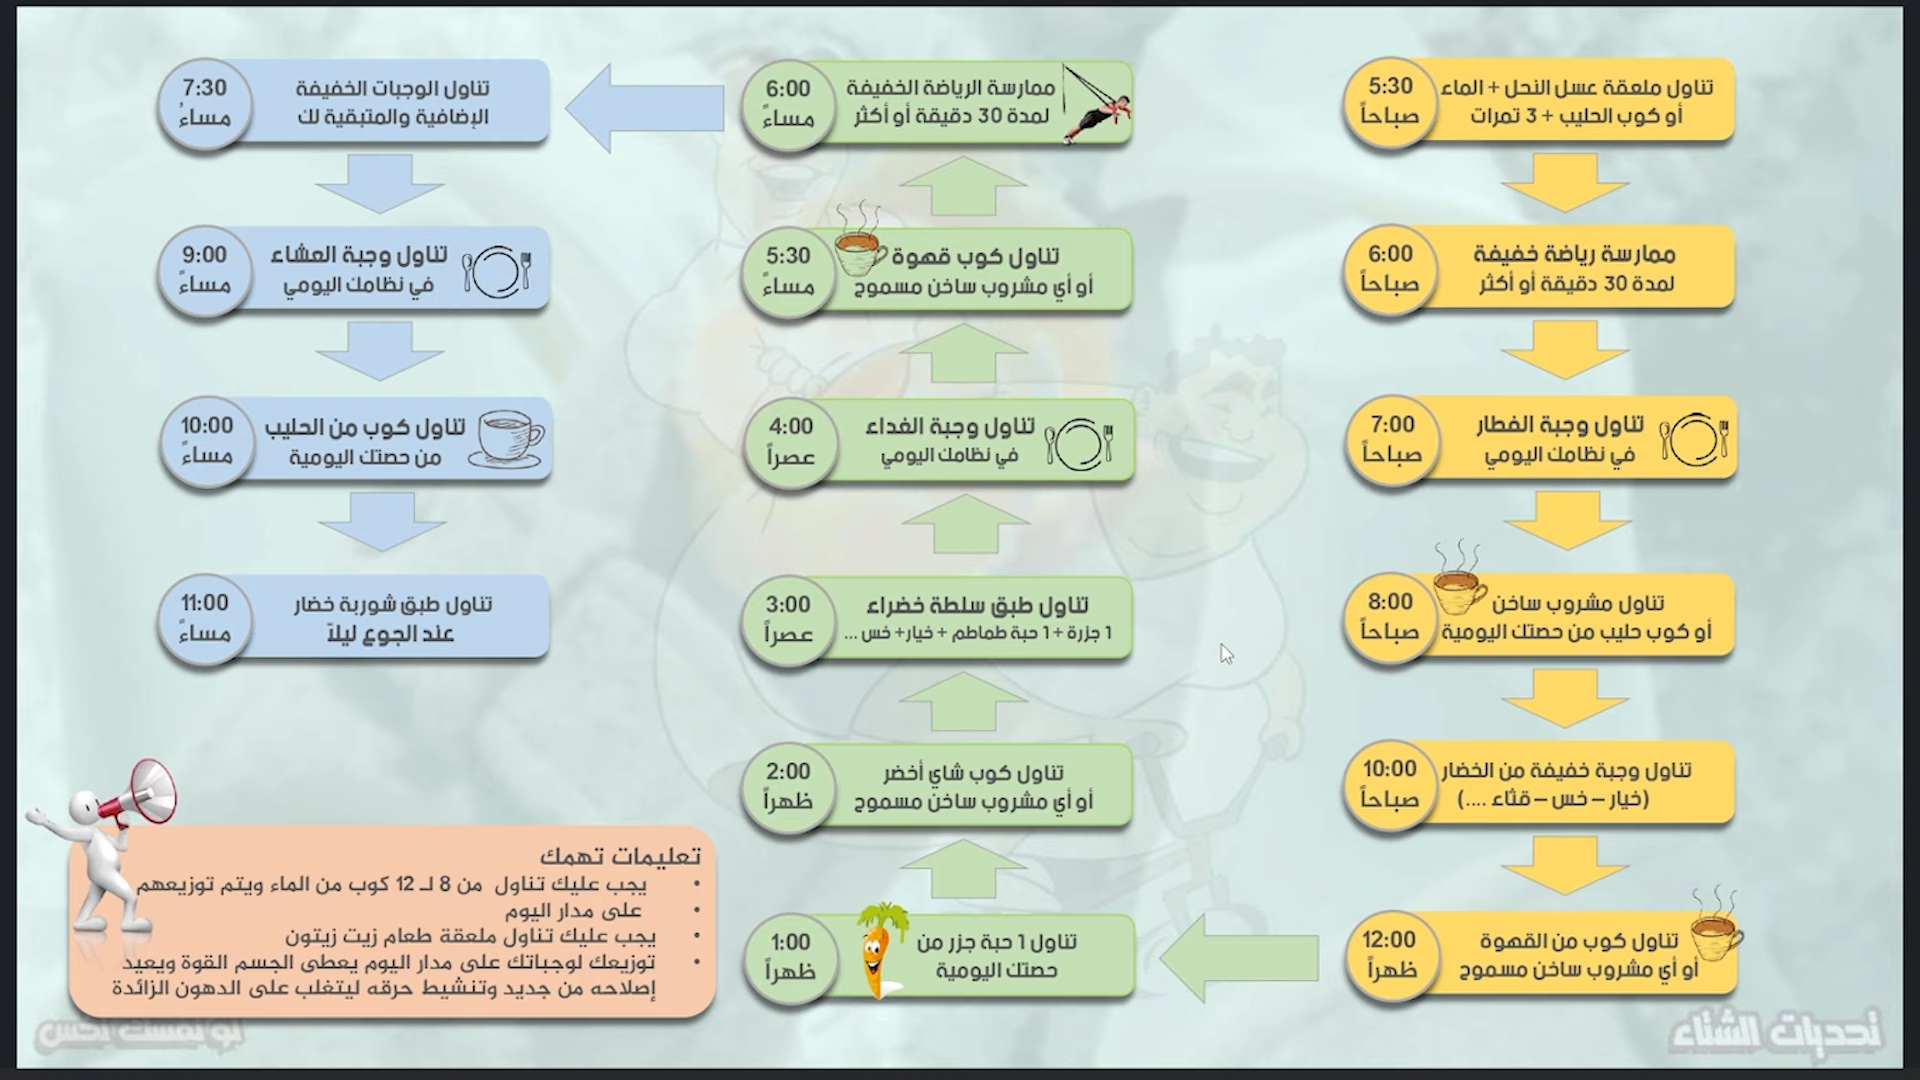 5:30
صباحاً
تناول ملعقة عسل النحل + الماء
أو كوب الحليب + 3 تمرات
6:00
صباحاً
ممارسة رياضة خفيفة
لمدة 30 دقيقة أو أكثر
7:00
صباحاً
تناول وجبة الفطار
في نظامك اليومي
8:00
صباحاً
تناول مشروب ساخن
أو كوب حليب من حصتك اليومية
10:00
صباحاً
تناول وجبة خفيفة من الخضار
(خيار – خس – قثاء ....)
12:00
ظهراً
تناول كوب من القهوة
أو أي مشروب ساخن مسموح
1:00
ظهراً
تناول 1 حبة جزر من
حصتك اليومية
2:00
ظهراً
تناول كوب شاي أخضر
أو أي مشروب ساخن مسموح
3:00
عصراً
تناول طبق سلطة خضراء
1 جزرة + 1 حبة طماطم + خيار+ خس ...
4:00
عصراً
تناول وجبة الغداء
في نظامك اليومي
5:30
مساءً
تناول كوب قهوة
أو أي مشروب ساخن مسموح
6:00
مساءً
ممارسة الرياضة الخفيفة
لمدة 30 دقيقة أو أكثر
7:30
مساءُ
تناول الوجبات الخفيفة
الإضافية والمتبقية لك
9:00
مساءً
تناول وجبة العشاء
في نظامك اليومي
10:00
مساءً
تناول كوب من الحليب
من حصتك اليومية
11:00
مساءً
تناول طبق شوربة خضار
عند الجوع ليلاً
تعليمات تهمك
• يجب عليك تناول من 8 لـ 12 كوب من الماء ويتم توزيعهم
• على مدار اليوم
• يجب عليك تناول ملعقة طعام زيت زيتون
• توزيعك لوجباتك على مدار اليوم يعطى الجسم القوة ويعيد
إصلاحه من جديد وتنشيط حرقه ليتغلب على الدهون الزائدة
تحديات الشتاء